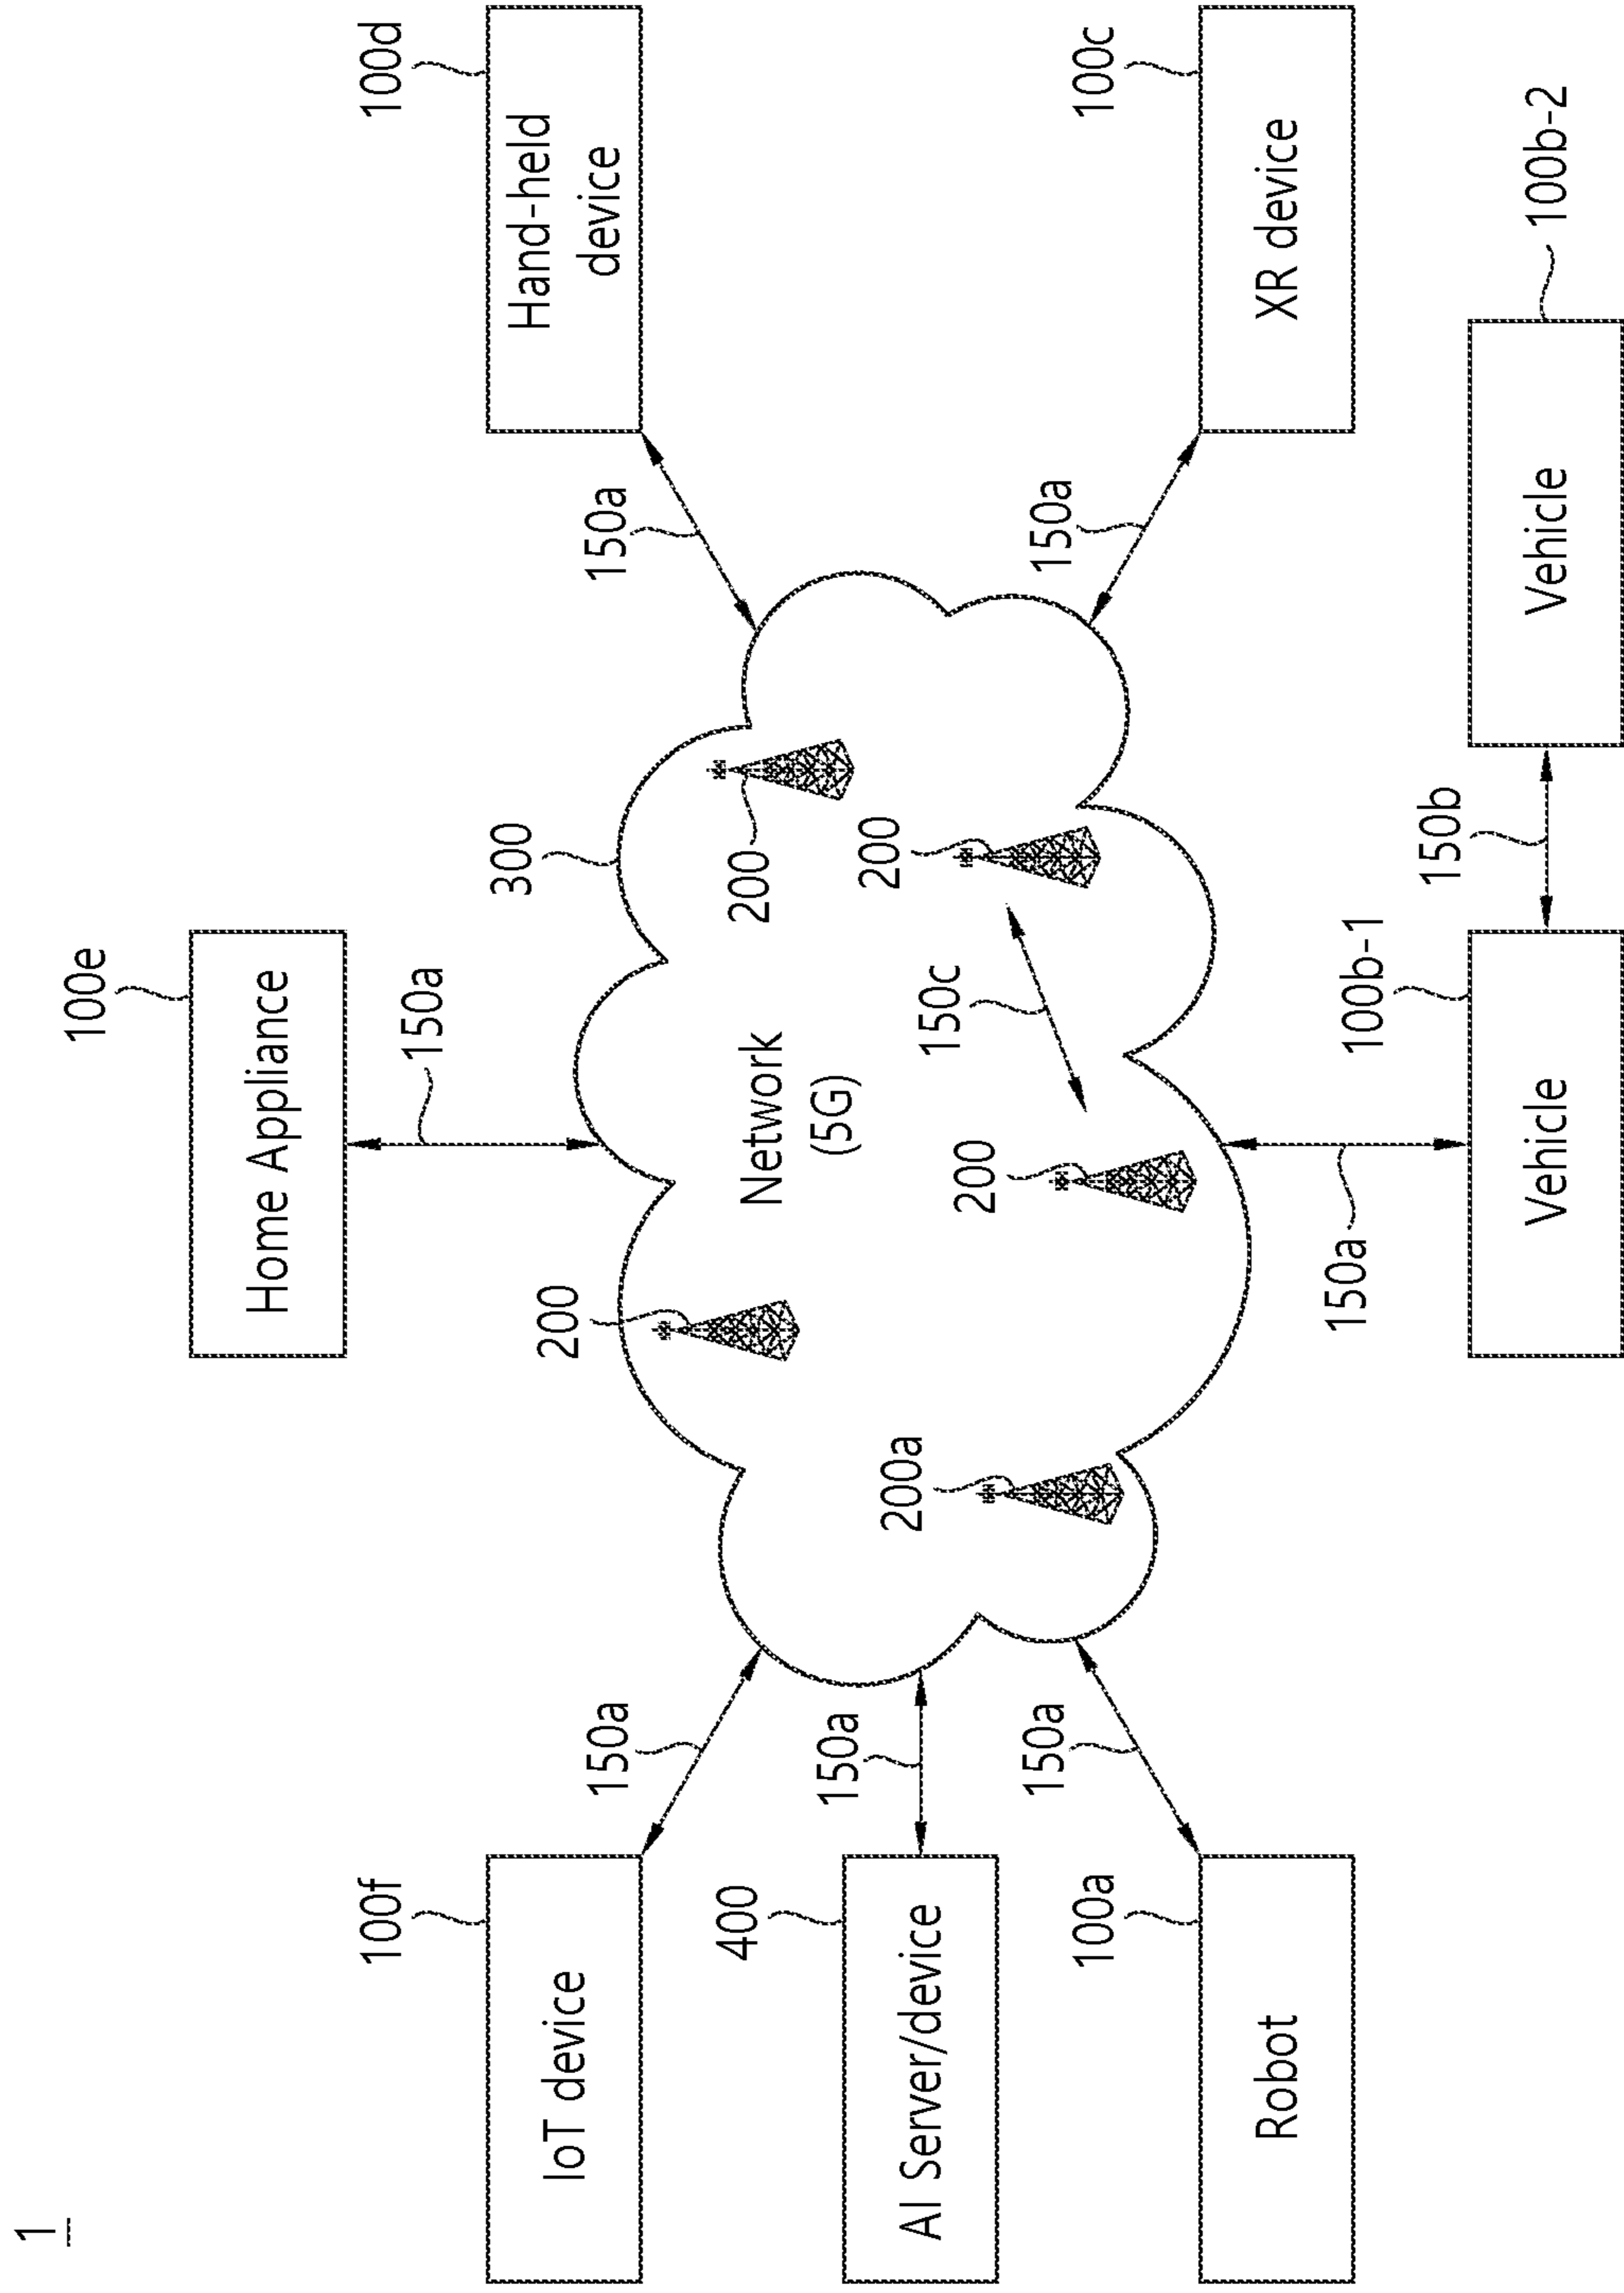 1
100e
Home Appliance
150a
100f
IoT device
150a
300
100d
Hand-held
device
150a
200
200
Network
(5G)
400
AI Server/device
150a
200a
200
150c
200
100a
Robot
150a
150a
100c
XR device
150a
100b-1
Vehicle
150b
Vehicle
100b-2